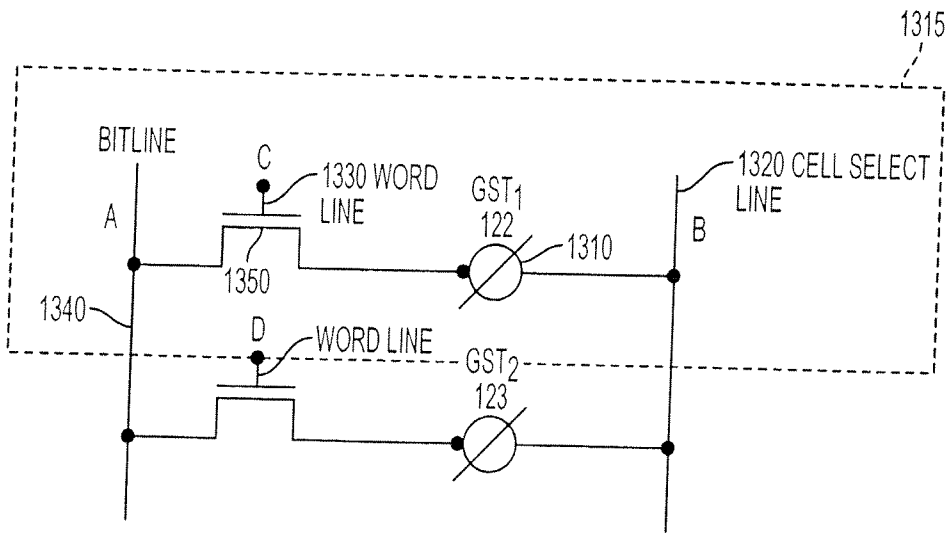 1315
BITLINE
C
1330 WORD
LINE
GST1
122
1310
1320 CELL SELECT
LINE
A
B
1350
1340
D
WORD LINE
GST2
123